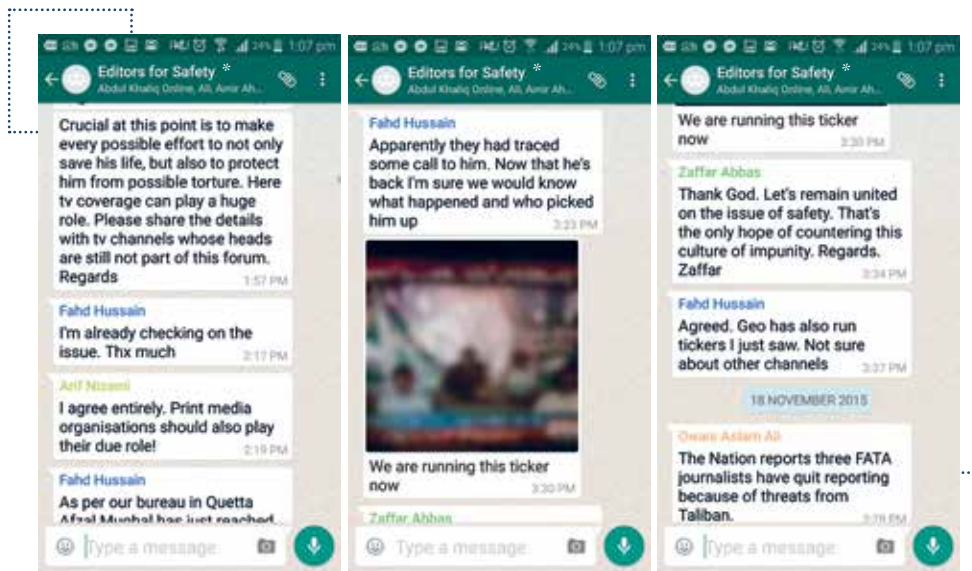 1:07 pm
Editors for Safety *
Abdul Khaliq Online, Ali, Amir Ah...
Crucial at this point is to make
every possible effort to not only
save his life, but also to protect
him from possible torture. Here
tv coverage can play a huge
role. Please share the details
with tv channels whose heads
are still not part of this forum.
Regards
1:57 PM
Fahd Hussain
I'm already checking on the
issue. Thx much
2:17 PM
Arif Nizami
I agree entirely. Print media
organisations should also play
their due role!
2:19 PM
Fahd Hussain
As per our bureau in Quetta
Afzal Mughal has just reached
Type a message
1:07 pm
Editors for Safety *
Abdul Khaliq Online, Ali, Amir Ah...
Fahd Hussain
Apparently they had traced
some call to him. Now that he's
back I'm sure we would know
what happened and who picked
him up
3:23 PM
We are running this ticker
now
3:30 PM
Zaffar Abbas
Type a message
1:07 pm
Editors for Safety *
Abdul Khaliq Online, Ali, Amir Ah...
We are running this ticker
now
3:30 PM
Zaffar Abbas
Thank God. Let's remain united
on the issue of safety. That's
the only hope of countering this
culture of impunity. Regards.
Zaffar
3:34 PM
Fahd Hussain
Agreed. Geo has also run
tickers I just saw. Not sure
about other channels
3:37 PM
18 NOVEMBER 2015
Owais Aslam Ali
The Nation reports three FATA
journalists have quit reporting
because of threats from
Taliban.
Type a message